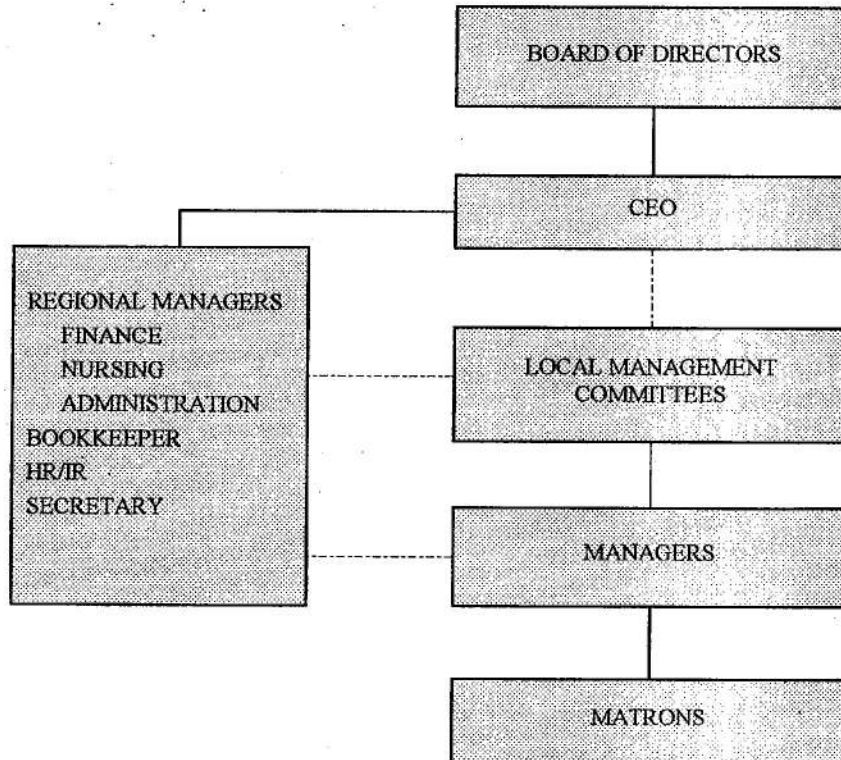 BOARD OF DIRECTORS
CEO
REGIONAL MANAGERS
FINANCE
NURSING
ADMINISTRATION
BOOKKEEPER
HR/IR
SECRETARY
LOCAL MANAGEMENT
COMMITTEES
MANAGERS
MATRONS